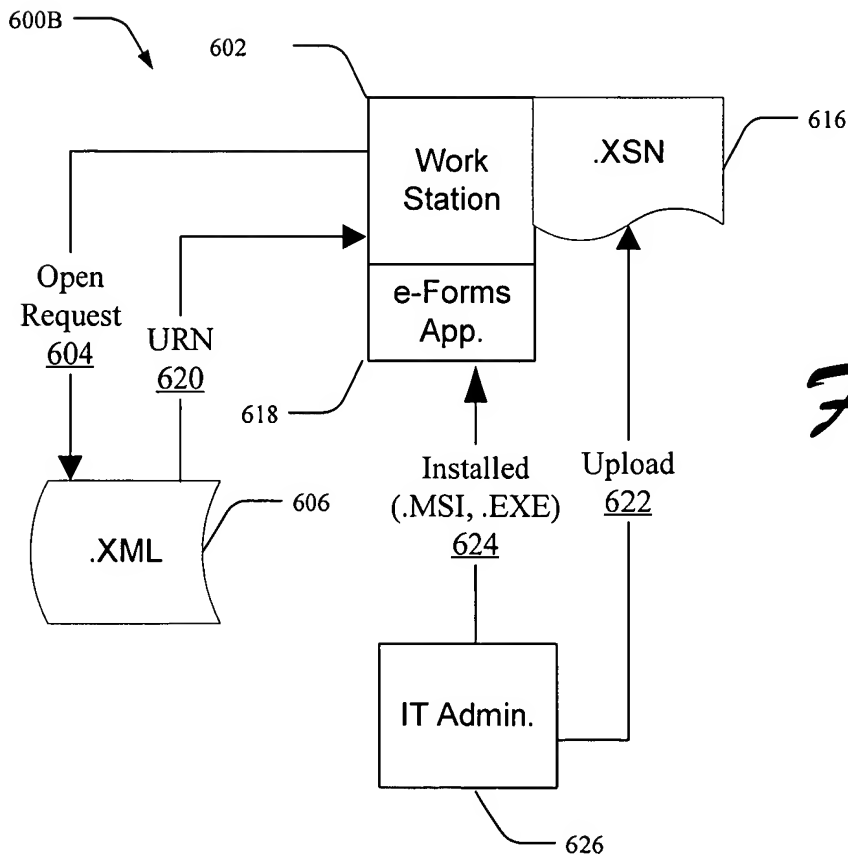 600B
602
616
Work
Station
.XSN
Open
Request
604
URN
620
e-Forms
App.
618
Installed
(.MSI, .EXE)
624
Upload
622
606
.XML
IT Admin.
626